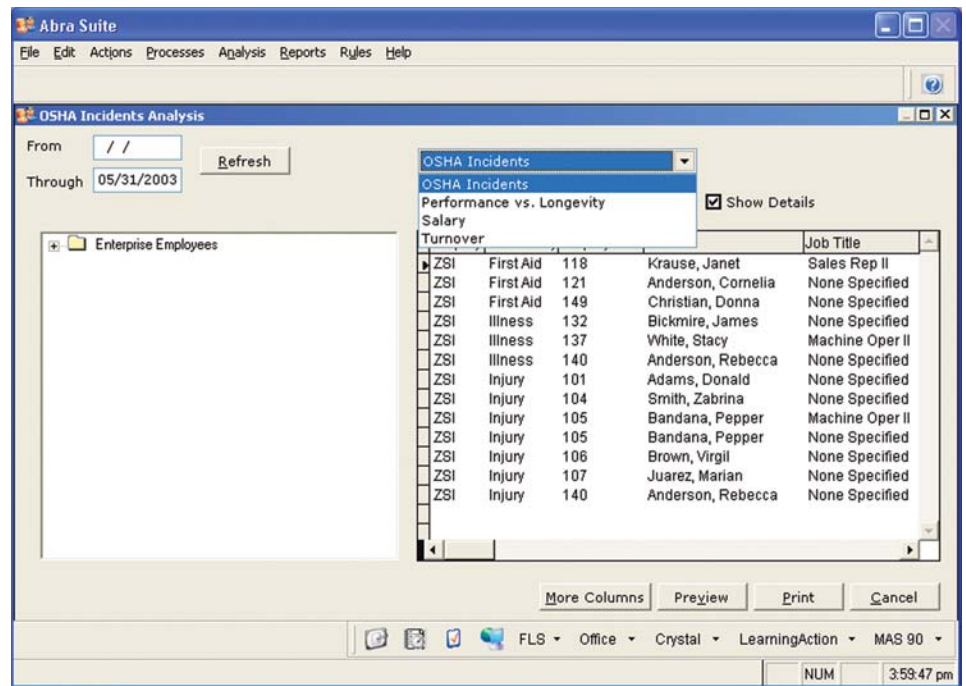 Abra Suite
File Edit Actions Processes Analysis Reports Rules Help
OSHA Incidents Analysis
From / /
Refresh
Through 05/31/2003
OSHA Incidents
OSHA Incidents
Performance vs. Longevity
Salary
Turnover
Show Details
Enterprise Employees
Job Title
ZSI First Aid 118 Krause, Janet Sales Rep II
ZSI First Aid 121 Anderson, Cornelia None Specified
ZSI First Aid 149 Christian, Donna None Specified
ZSI Illness 132 Bickmire, James None Specified
ZSI Illness 137 White, Stacy Machine Oper II
ZSI Illness 140 Anderson, Rebecca None Specified
ZSI Injury 101 Adams, Donald None Specified
ZSI Injury 104 Smith, Zabrina None Specified
ZSI Injury 105 Bandana, Pepper Machine Oper II
ZSI Injury 105 Bandana, Pepper None Specified
ZSI Injury 106 Brown, Virgil None Specified
ZSI Injury 107 Juarez, Marian None Specified
ZSI Injury 140 Anderson, Rebecca None Specified
More Columns Preview Print Cancel
FLS Office Crystal LearningAction MAS 90
NUM 3:59:47 pm